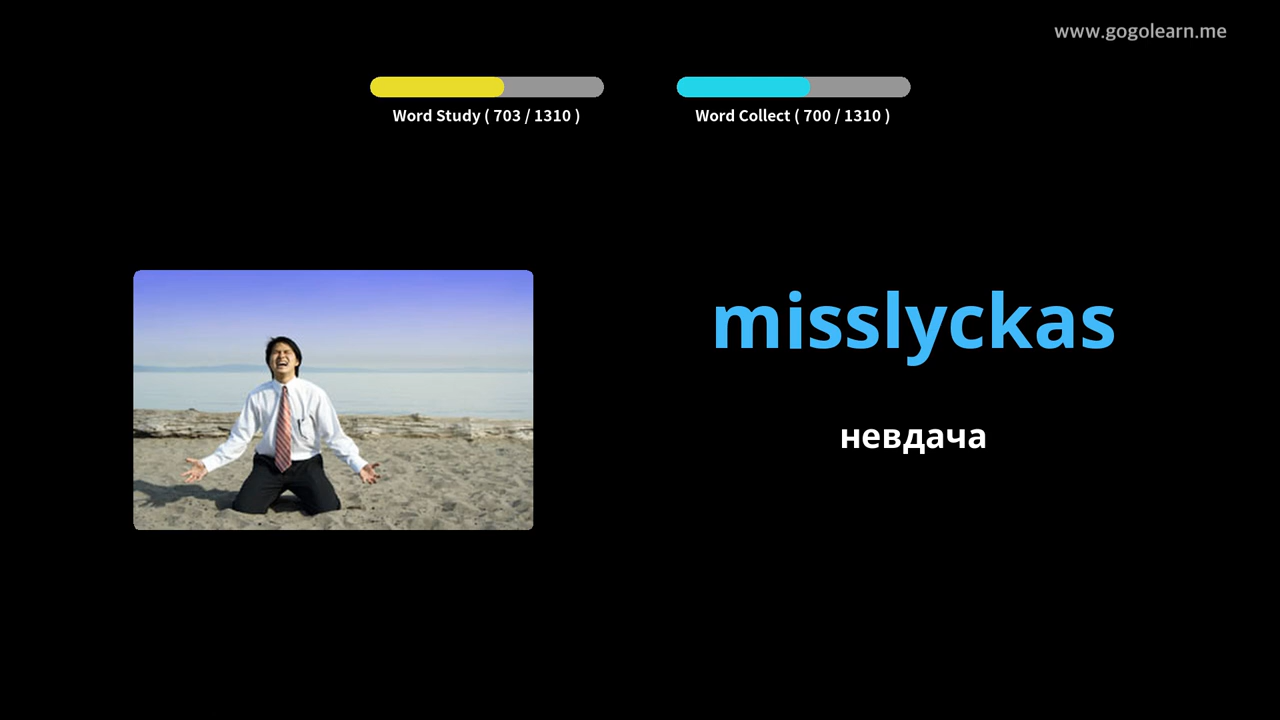 www.gogolearn.me
Word Study ( 703 / 1310 )
Word Collect ( 700 / 1310 )
misslyckas
невдача